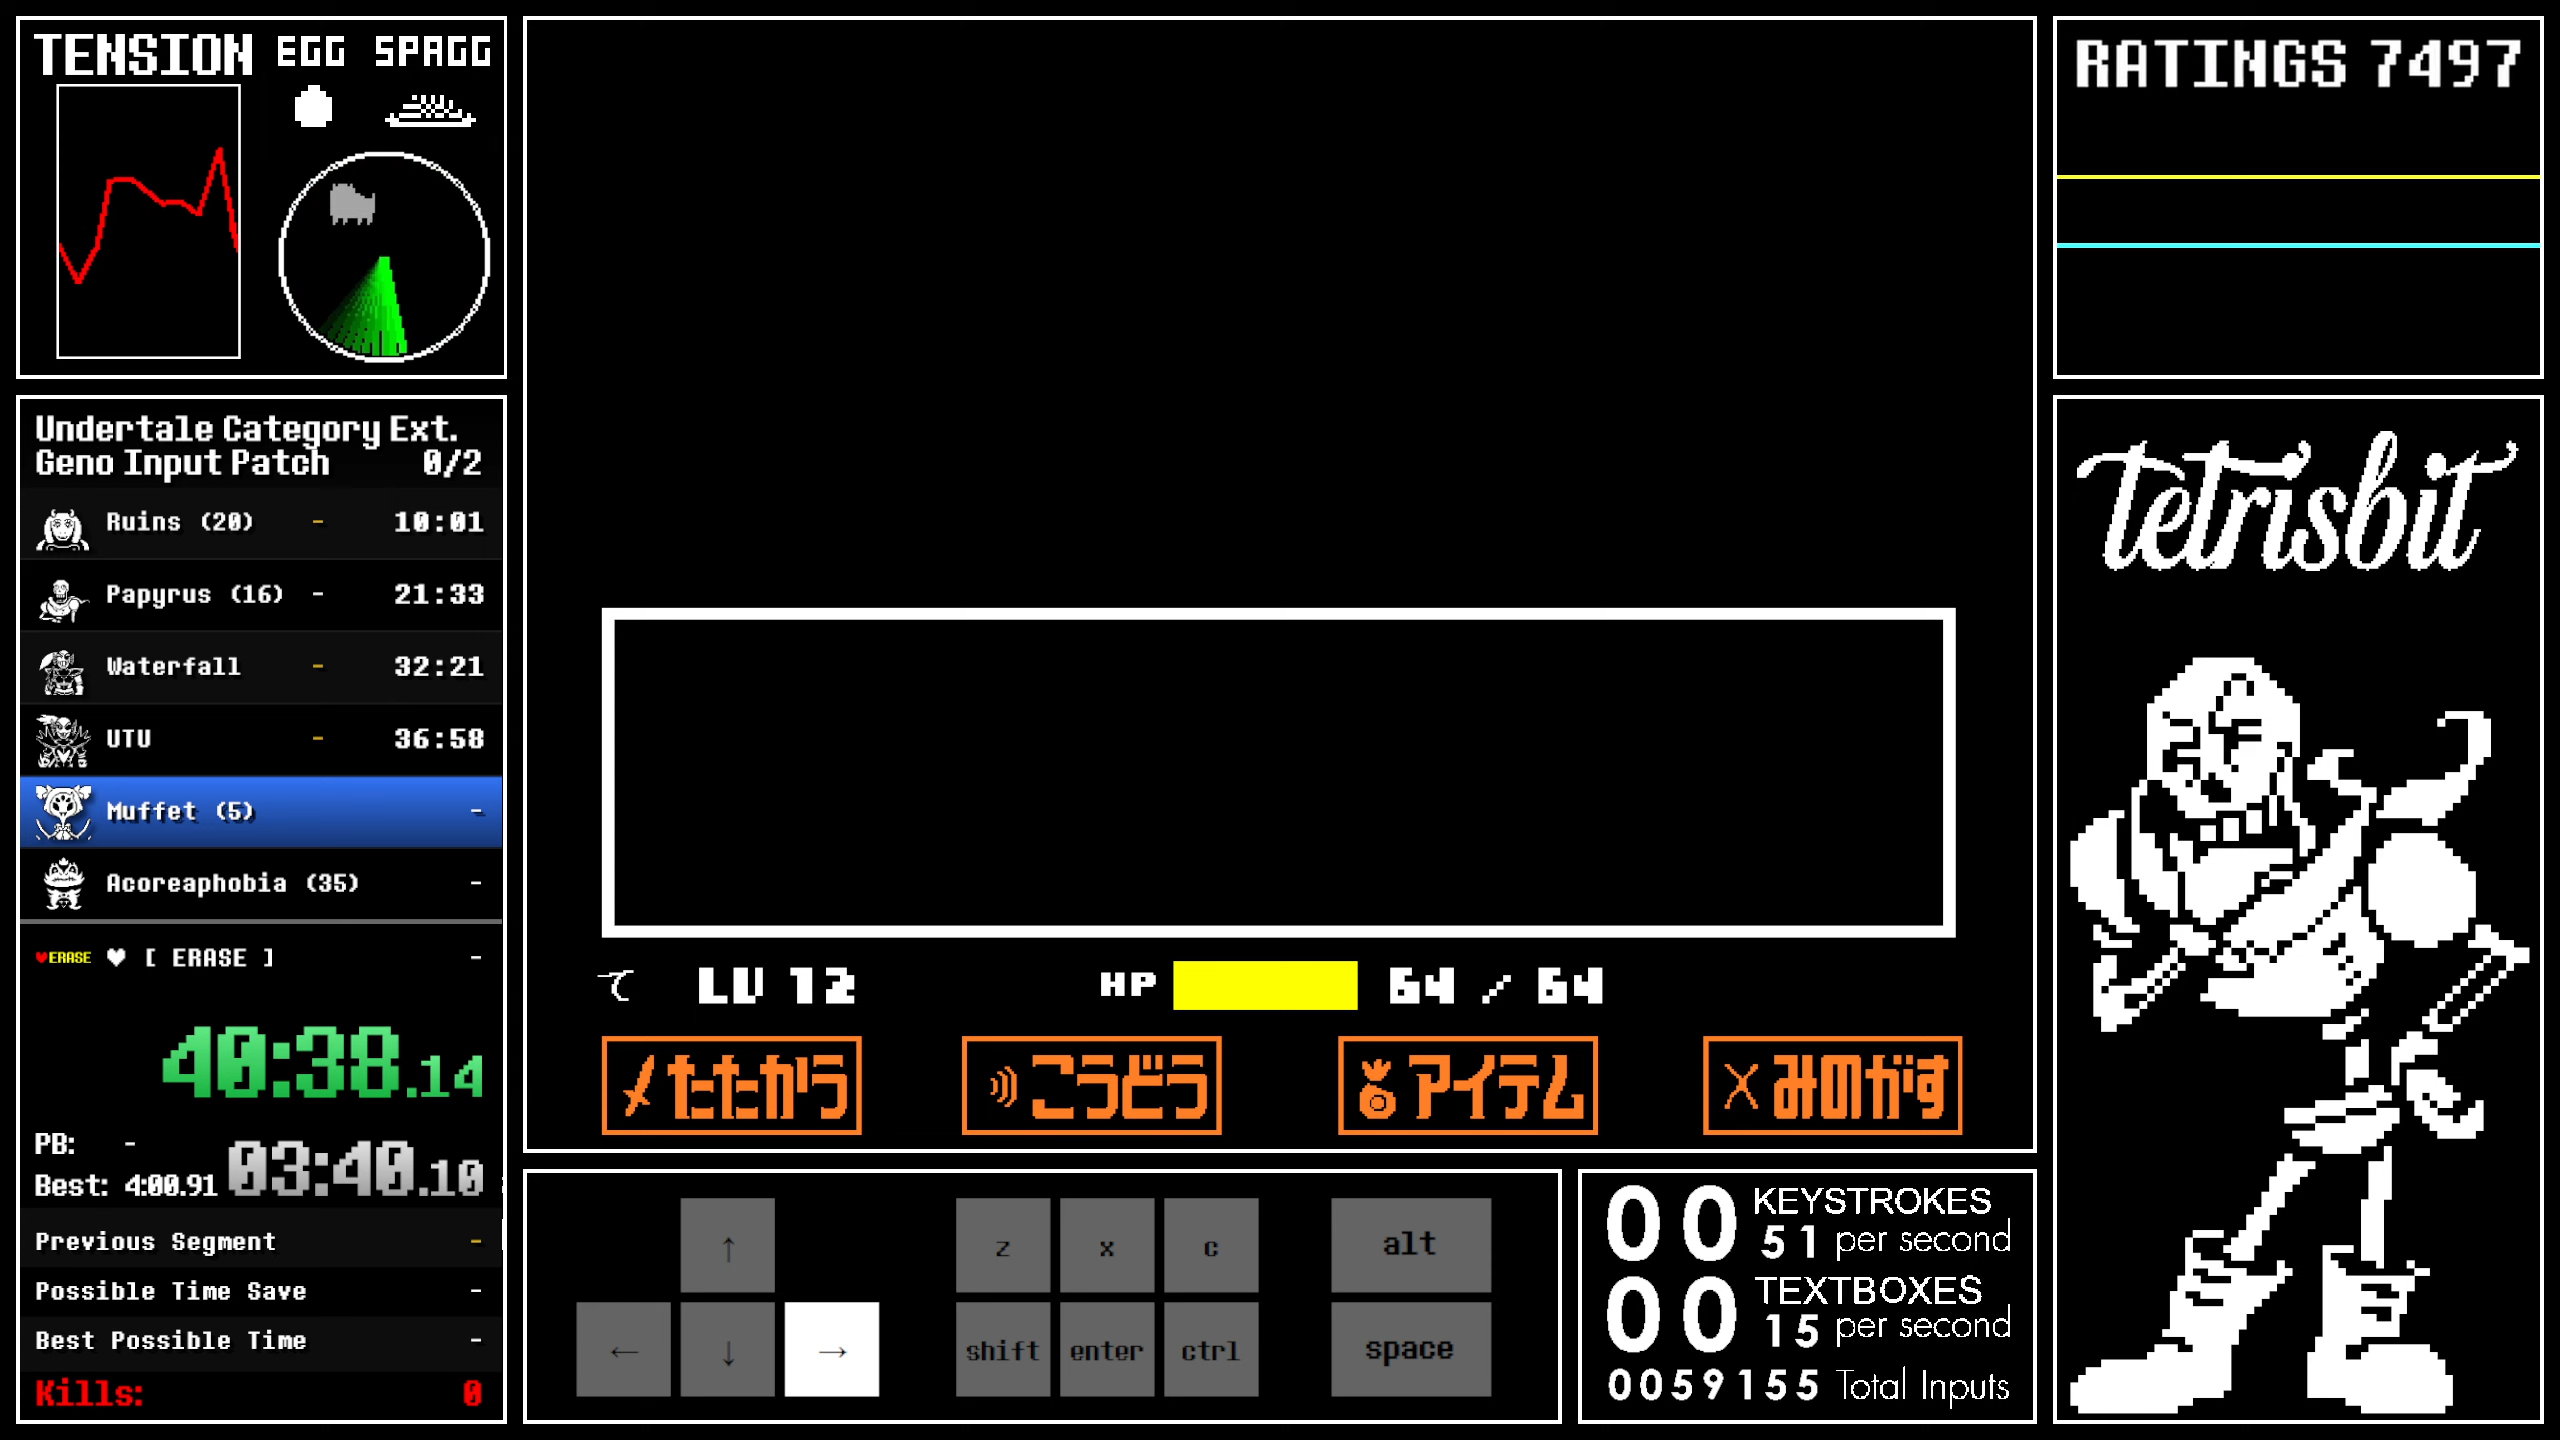 TENSION EGG SPAGG
Undertale Category Ext.
Geno Input Patch 0/2
Ruins (20) - 10:01
Papyrus (16) - 21:33
Waterfall - 32:21
UTU - 36:58
Muffet (5) -
Acoreaphobia (35) -
♥ERASE ♥ [ ERASE ] -
40:38.14
PB: -
Best: 4:00.91 03:40.10
Previous Segment -
Possible Time Save -
Best Possible Time -
Kills: 0
て LV 12 HP 64 / 64
たたかう こうどう アイテム みのがす
↑ z x c alt
← ↓ → shift enter ctrl space
00 KEYSTROKES
51 per second
00 TEXTBOXES
15 per second
0059155 Total Inputs
RATINGS 7497
tetrisbit